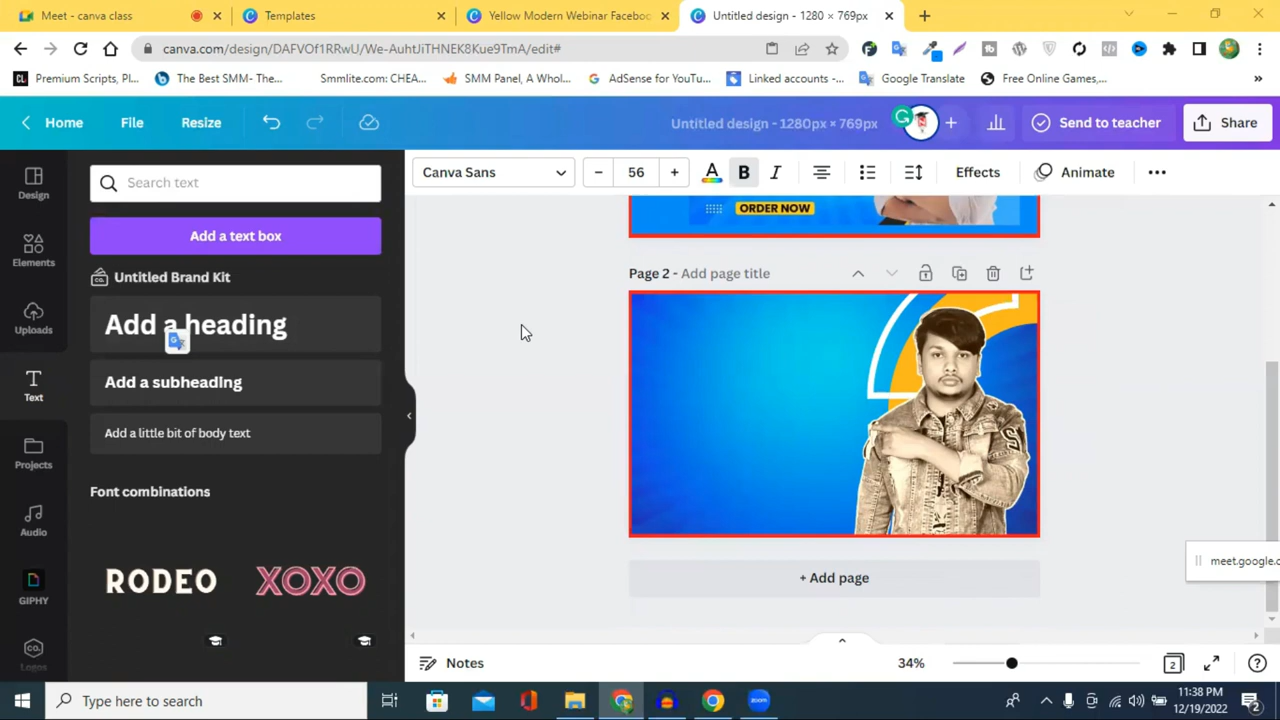 Meet - canva class
Templates
Yellow Modern Webinar Faceboo
Untitled design - 1280 × 769px
canva.com/design/DAFVOf1RRwU/We-AuhtJiTHNEK8Kue9TmA/edit#
Premium Scripts, Pl...
The Best SMM- The...
Smmlite.com: CHEA...
SMM Panel, A Whol...
AdSense for YouTu...
Linked accounts -...
Google Translate
Free Online Games,...
Home
File
Resize
Untitled design - 1280px × 769px
Send to teacher
Share
Design
Elements
Uploads
Text
Projects
Audio
GIPHY
Logos
Search text
Add a text box
Untitled Brand Kit
Add a heading
Add a subheading
Add a little bit of body text
Font combinations
RODEO
XOXO
Canva Sans
56
A
B
I
Effects
Animate
ORDER NOW
Page 2 - Add page title
S
+ Add page
meet.google.c
Notes
34%
2
Type here to search
zoom
11:38 PM
12/19/2022
2